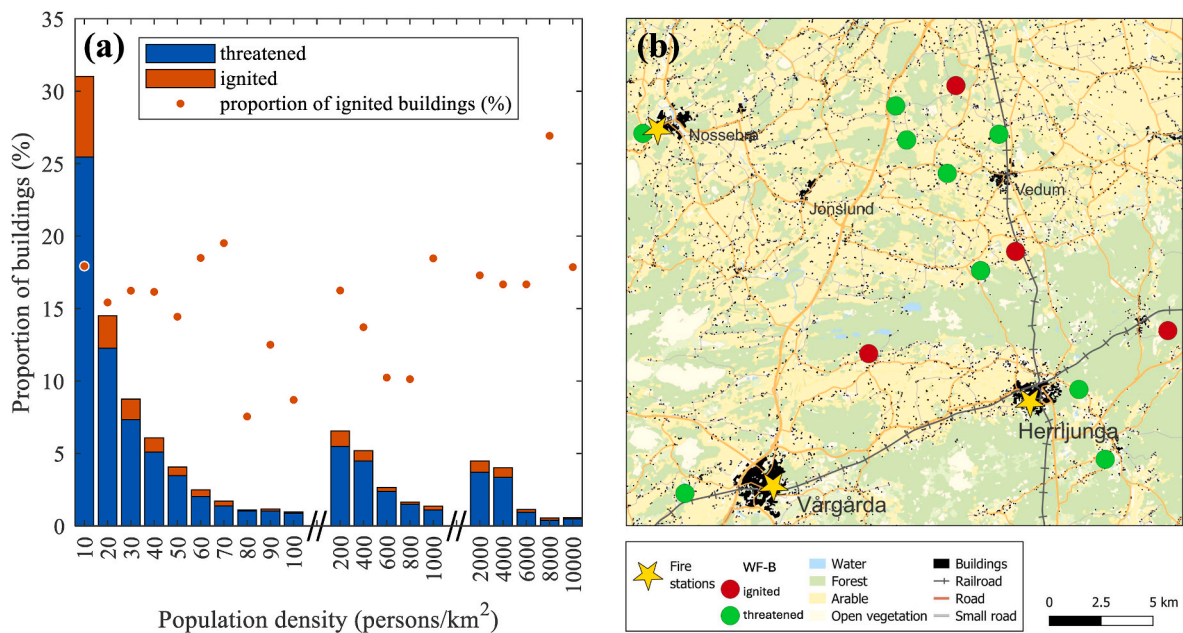 (a)
threatened
ignited
proportion of ignited buildings (%)
Proportion of buildings (%)
35
30
25
20
15
10
5
0
10 20 30 40 50 60 70 80 90 100 200 400 600 800 1000 2000 4000 6000 8000 10000
Population density (persons/km²)
(b)
Nossebro
Jonslund
Vedum
Herrljunga
Vårgårda
Fire stations
WF-B
ignited
threatened
Water
Forest
Arable
Open vegetation
Buildings
Railroad
Road
Small road
0 2.5 5 km